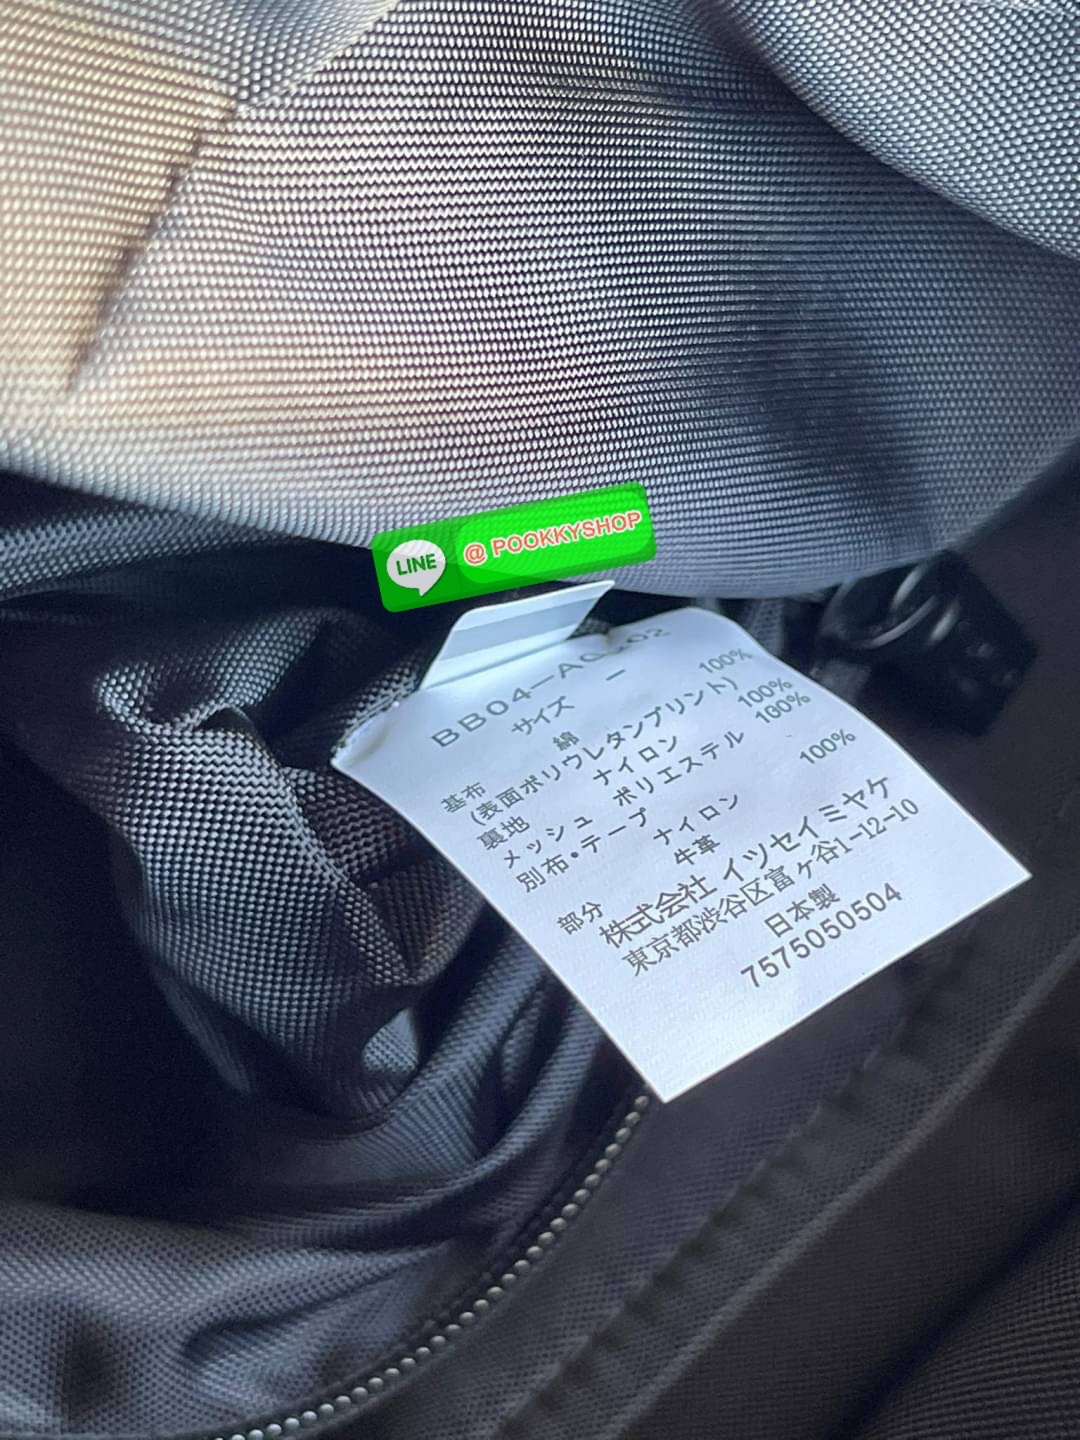 LINE @ POOKKYSHOP
サイズ ー
基布 綿 100%
(表面ポリウレタンプリント)
裏地 ナイロン 100%
メッシュ ポリエステル 100%
別布・テープ
ナイロン 100%
部分 牛革
株式会社 イッセイミヤケ
東京都渋谷区富ヶ谷1-12-10
日本製
7575050504